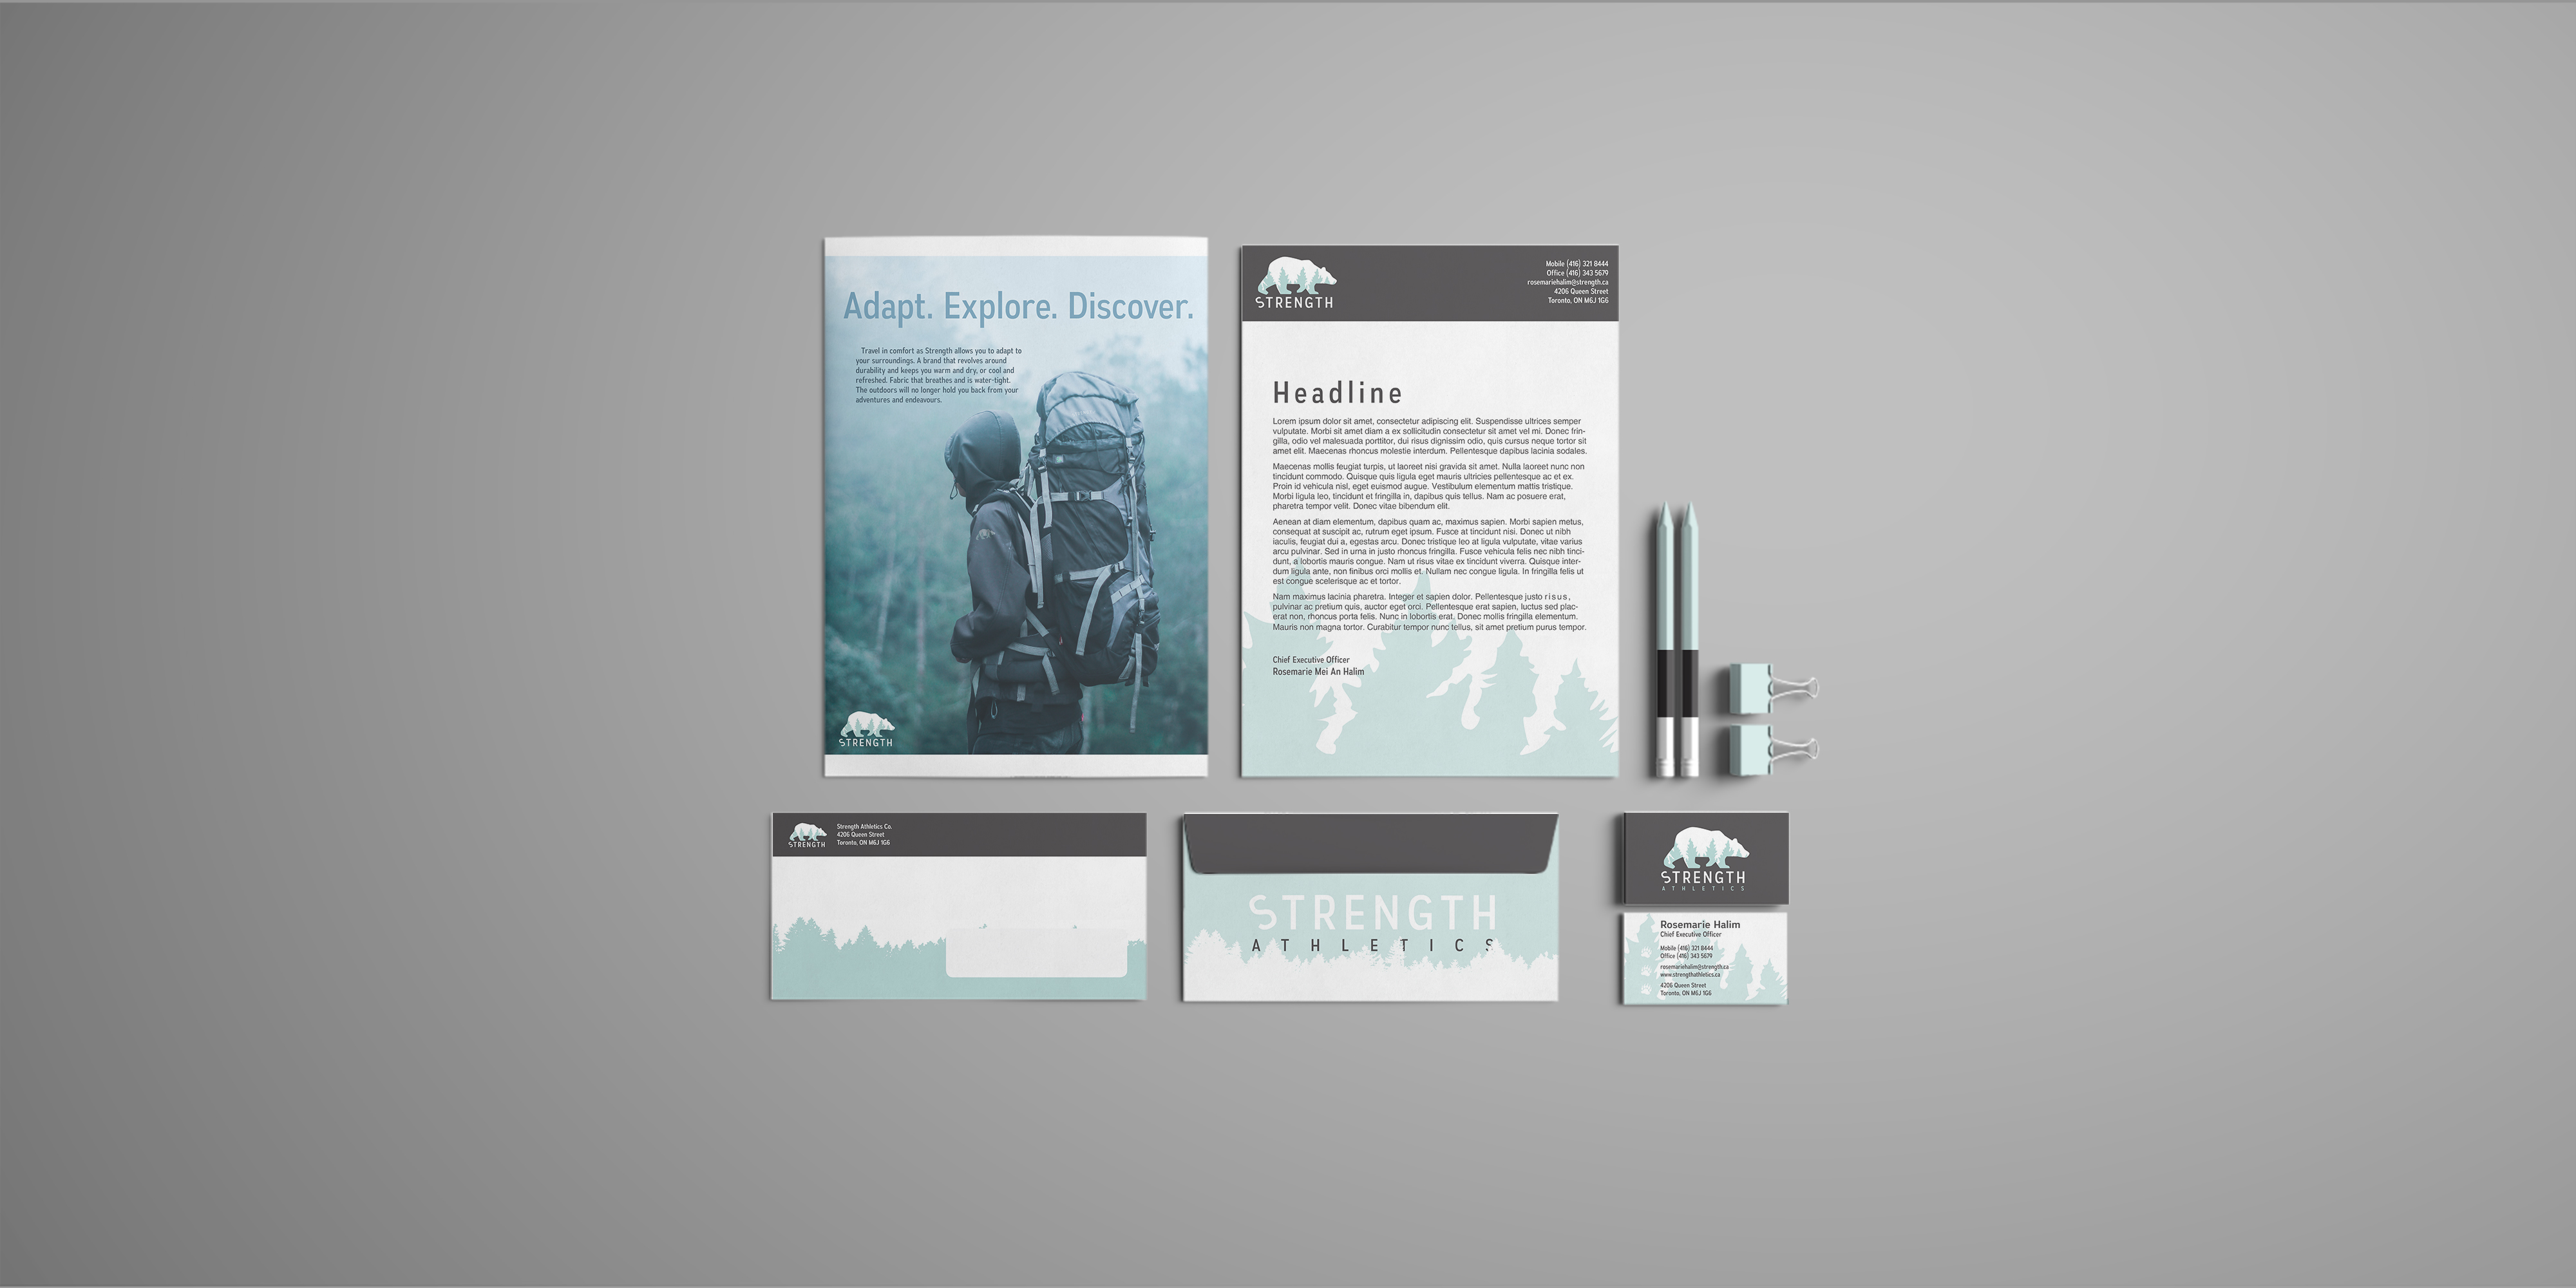 Adapt. Explore. Discover.
Travel in comfort as Strength allows you to adapt to
your surroundings. A brand that revolves around
durability and keeps you warm and dry, or cool and
refreshed. Fabric that breathes and is water-tight.
The outdoors will no longer hold you back from your
adventures and endeavours.
STRENGTH
STRENGTH
Mobile (416) 321 8444
Office (416) 343 5679
rosemariehalim@strength.ca
4206 Queen Street
Toronto, ON M6J 1G6
Headline
Lorem ipsum dolor sit amet, consectetur adipiscing elit. Suspendisse ultrices semper
vulputate. Morbi sit amet diam a ex sollicitudin consectetur sit amet vel mi. Donec frin-
gilla, odio vel malesuada porttitor, dui risus dignissim odio, quis cursus neque tortor sit
amet elit. Maecenas rhoncus molestie interdum. Pellentesque dapibus lacinia sodales.
Maecenas mollis feugiat turpis, ut laoreet nisi gravida sit amet. Nulla laoreet nunc non
tincidunt commodo. Quisque quis ligula eget mauris ultricies pellentesque ac et ex.
Proin id vehicula nisl, eget euismod augue. Vestibulum elementum mattis tristique.
Morbi ligula leo, tincidunt et fringilla in, dapibus quis tellus. Nam ac posuere erat,
pharetra tempor velit. Donec vitae bibendum elit.
Aenean at diam elementum, dapibus quam ac, maximus sapien. Morbi sapien metus,
consequat at suscipit ac, rutrum eget ipsum. Fusce at tincidunt nisi. Donec ut nibh
iaculis, feugiat dui a, egestas arcu. Donec tristique leo at ligula vulputate, vitae varius
arcu pulvinar. Sed in urna in justo rhoncus fringilla. Fusce vehicula felis nec nibh tinci-
dunt, a lobortis mauris congue. Nam ut risus vitae ex tincidunt viverra. Quisque inter-
dum ligula ante, non finibus orci mollis et. Nullam nec congue ligula. In fringilla felis ut
est congue scelerisque ac et tortor.
Nam maximus lacinia pharetra. Integer et sapien dolor. Pellentesque justo risus,
pulvinar ac pretium quis, auctor eget orci. Pellentesque erat sapien, luctus sed plac-
erat non, rhoncus porta felis. Nunc in lobortis erat. Donec mollis fringilla elementum.
Mauris non magna tortor. Curabitur tempor nunc tellus, sit amet pretium purus tempor.
Chief Executive Officer
Rosemarie Mei An Halim
STRENGTH
Strength Athletics Co.
4206 Queen Street
Toronto, ON M6J 1G6
STRENGTH
ATHLETICS
STRENGTH
ATHLETICS
Rosemarie Halim
Chief Executive Officer
Mobile (416) 321 8444
Office (416) 343 5679
rosemariehalim@strength.ca
www.strengthathletics.ca
4206 Queen Street
Toronto, ON M6J 1G6